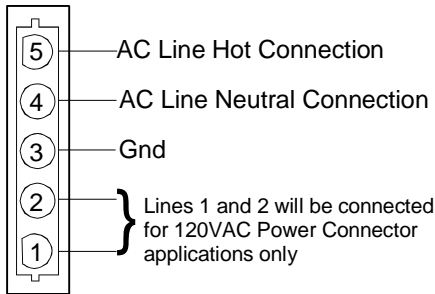 5 AC Line Hot Connection
4 AC Line Neutral Connection
3 Gnd
2 Lines 1 and 2 will be connected
for 120VAC Power Connector
1 applications only